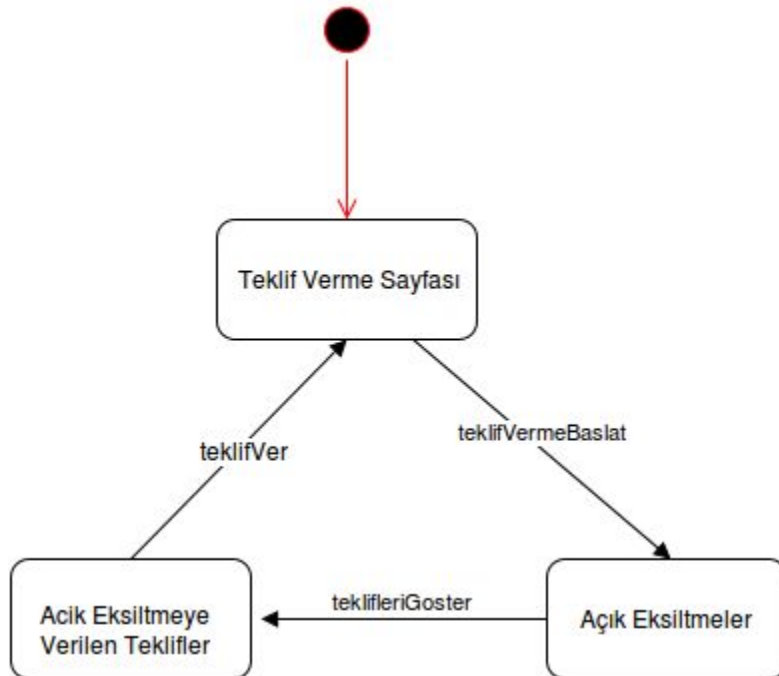 Teklif Verme Sayfası
teklifVermeBaslat
teklifVer
teklifleriGoster
Acik Eksiltmeye
Verilen Teklifler
Açık Eksiltmeler